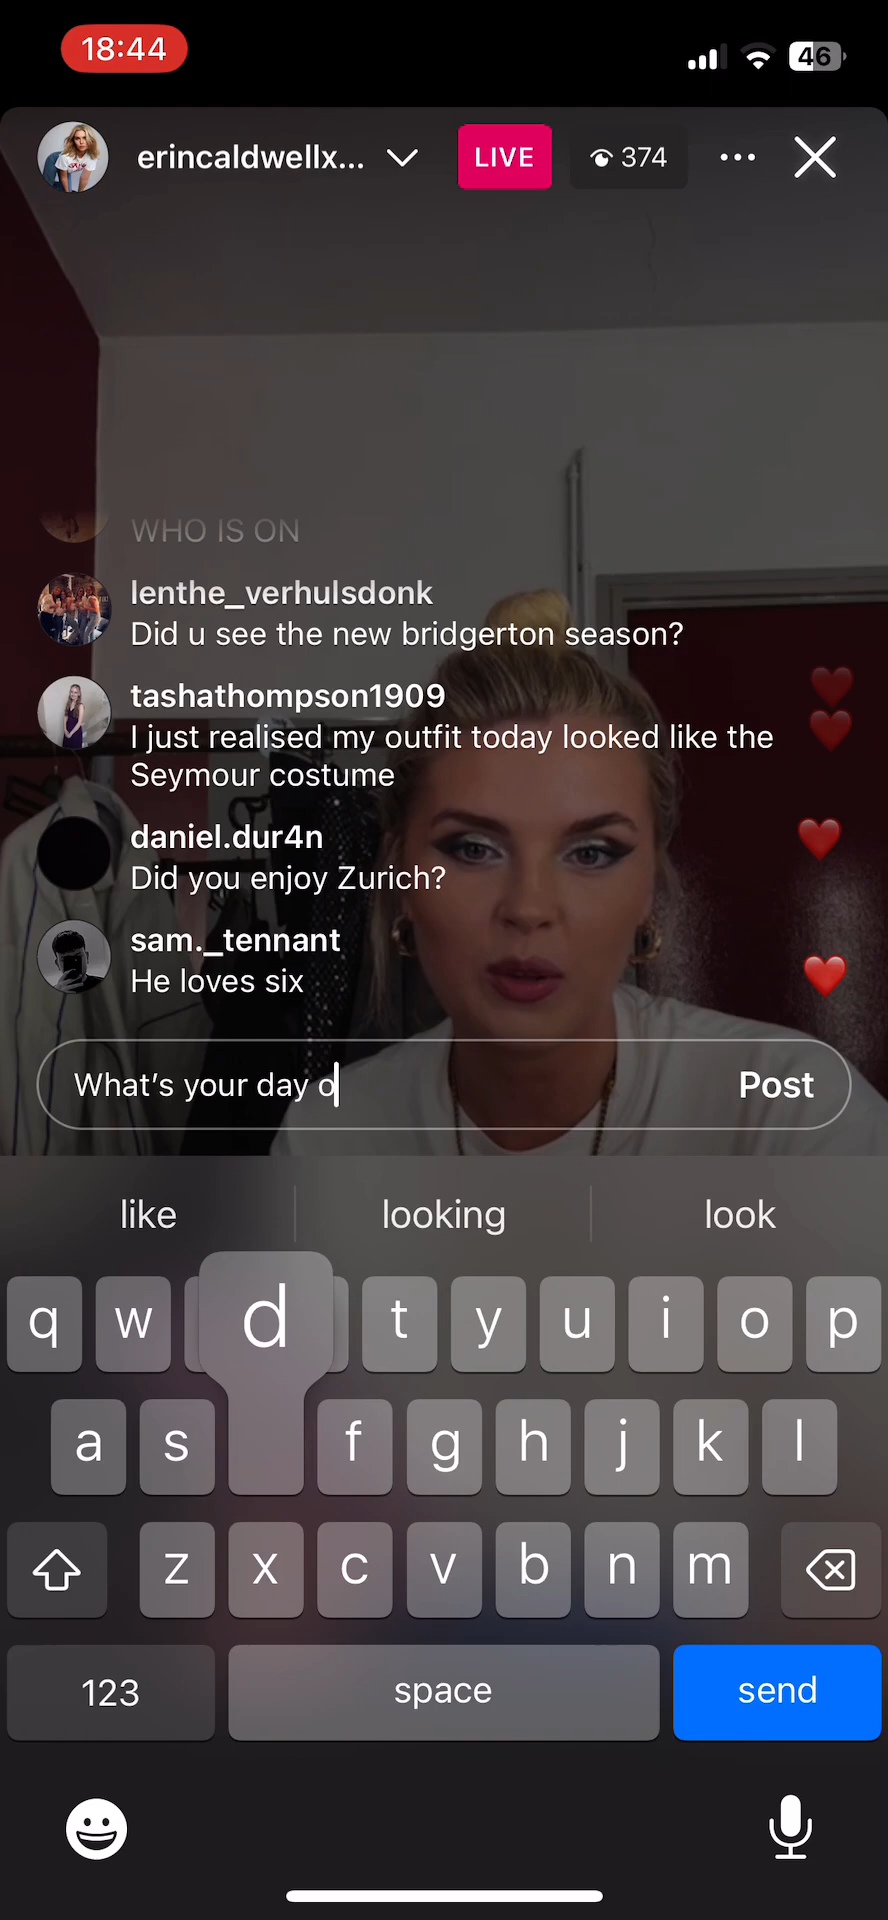 18:44
46
erincaldwellx...
LIVE
374
WHO IS ON
lenthe_verhulsdonk
Did u see the new bridgerton season?
tashathompson1909
I just realised my outfit today looked like the
Seymour costume
daniel.dur4n
Did you enjoy Zurich?
sam._tennant
He loves six
What's your day o
Post
like looking look
q w d t y u i o p
a s f g h j k l
z x c v b n m
123 space send